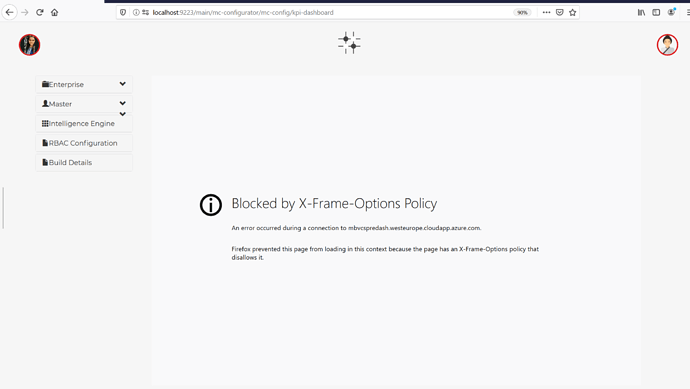 localhost:9223/main/mc-configurator/mc-config/kpi-dashboard
90%
Enterprise
Master
Intelligence Engine
RBAC Configuration
Build Details
Blocked by X-Frame-Options Policy
An error occurred during a connection to mbvcspredash.westeurope.cloudapp.azure.com.
Firefox prevented this page from loading in this context because the page has an X-Frame-Options policy that
disallows it.